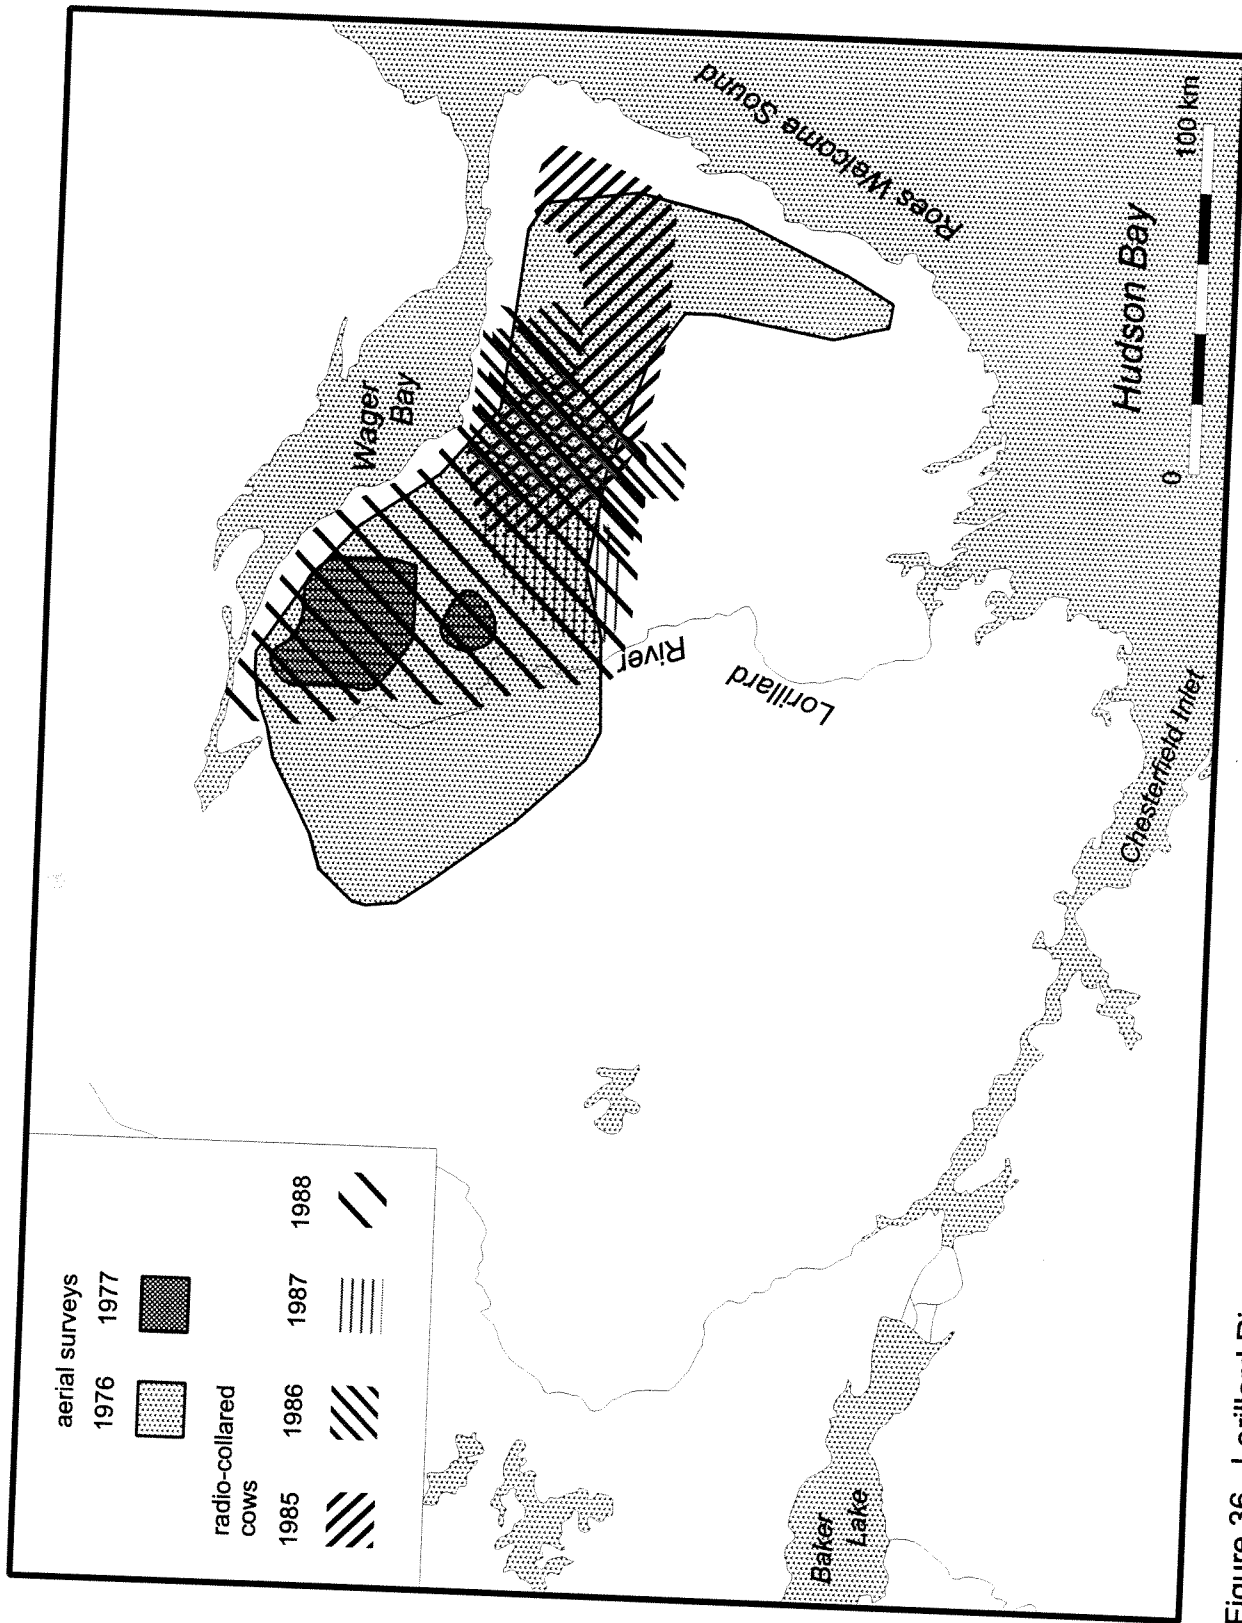 aerial surveys
1976 1977
radio-collared
cows
1985 1986 1987 1988
Wager
Bay
Roes Welcome Sound
Lorillard
River
Hudson Bay
0 100 km
Chesterfield Inlet
Baker
Lake
Figure 36. Lorillard